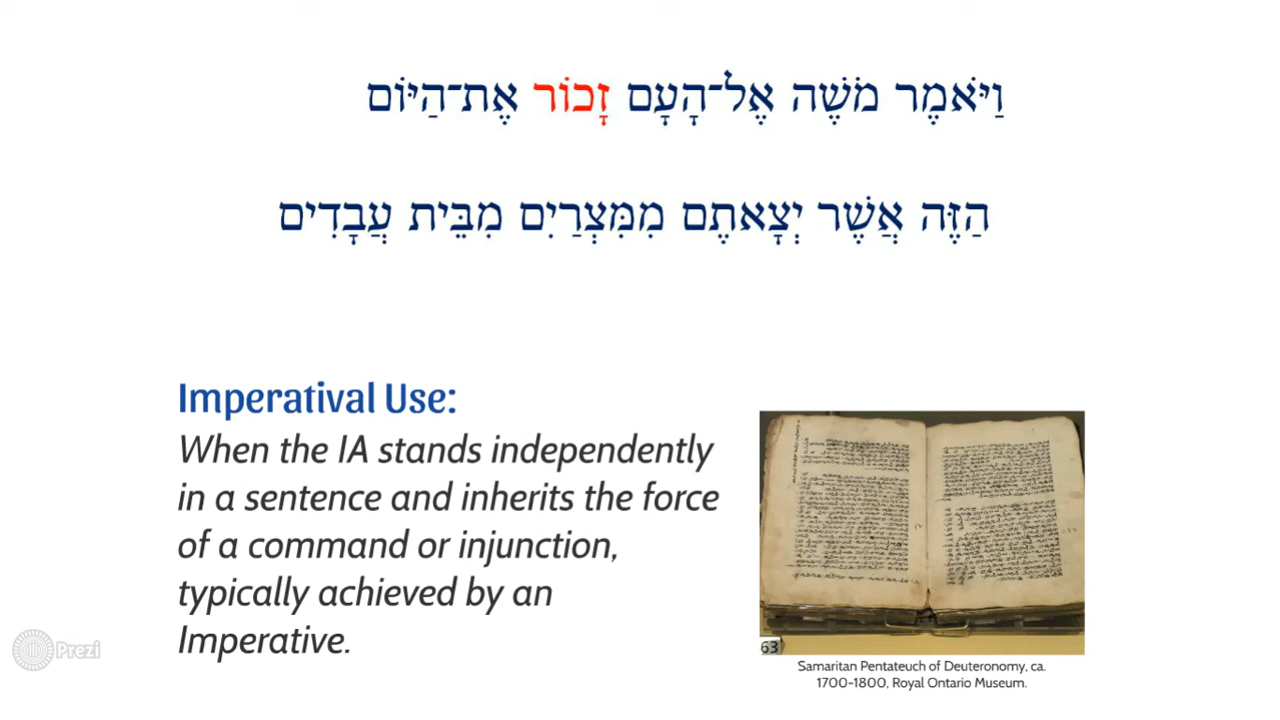 וַיֹּאמֶר מֹשֶׁה אֶל־הָעָם זָכוֹר אֶת־הַיּוֹם
הַזֶּה אֲשֶׁר יְצָאתֶם מִמִּצְרַיִם מִבֵּית עֲבָדִים
Imperatival Use:
When the IA stands independently
in a sentence and inherits the force
of a command or injunction,
typically achieved by an
Imperative.
63
Samaritan Pentateuch of Deuteronomy, ca.
1700-1800, Royal Ontario Museum.
Prezi